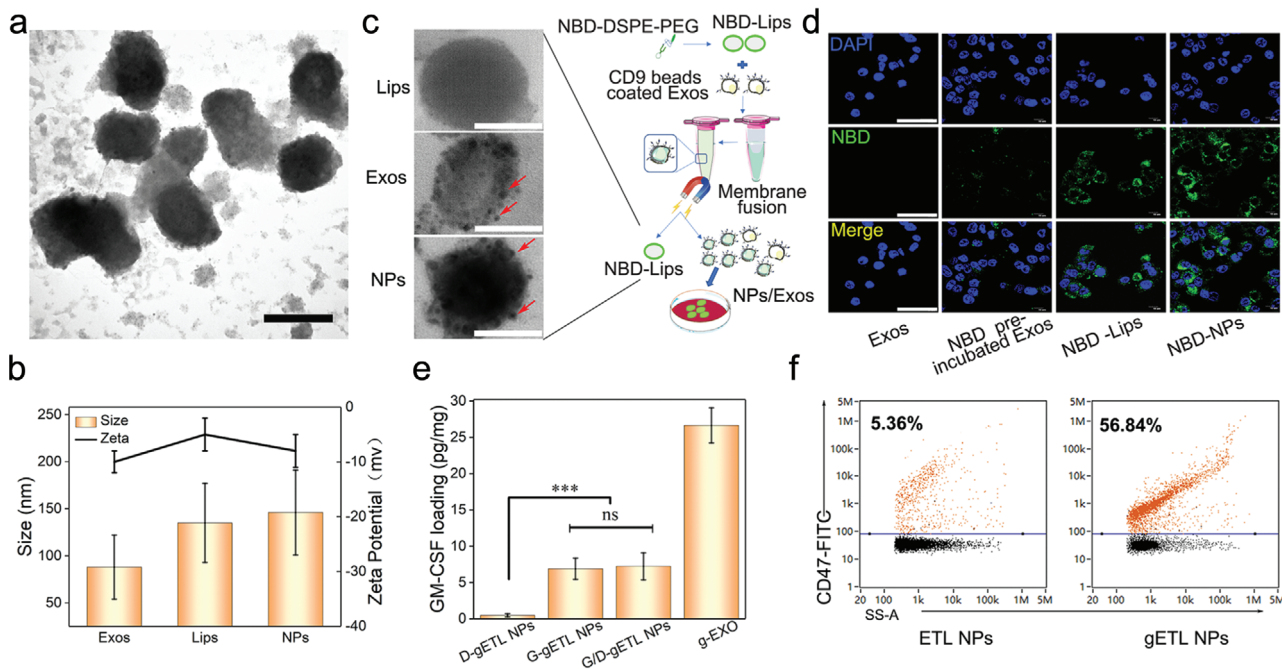 a
b
250
200
150
100
50
Size (nm)
Size
Zeta
0
-10
-20
-30
-40
Zeta Potential (mv)
Exos
Lips
NPs
c
Lips
Exos
NPs
NBD-DSPE-PEG
NBD-Lips
CD9 beads
coated Exos
Membrane
fusion
NBD-Lips
NPs/Exos
d
DAPI
NBD
Merge
Exos
NBD pre-
incubated Exos
NBD -Lips
NBD-NPs
e
30
25
20
15
10
5
0
GM-CSF loading (pg/mg)
***
ns
D-gETL NPs
G-gETL NPs
G/D-gETL NPs
g-EXO
f
CD47-FITC
5M
1M
100k
10k
1k
100
10
1
5.36%
20
100
1k
10k
100k
1M
5M
SS-A
ETL NPs
5M
1M
100k
10k
1k
100
10
1
56.84%
20
100
1k
10k
100k
1M
5M
gETL NPs